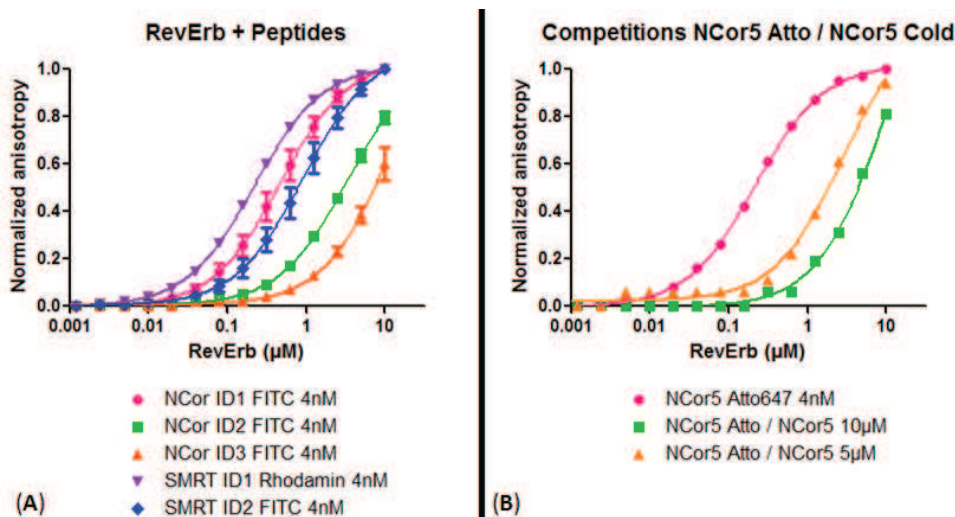 RevErb + Peptides
Normalized anisotropy
1.0
0.8
0.6
0.4
0.2
0.0
0.001 0.01 0.1 1 10
RevErb (µM)
NCor ID1 FITC 4nM
NCor ID2 FITC 4nM
NCor ID3 FITC 4nM
SMRT ID1 Rhodamin 4nM
SMRT ID2 FITC 4nM
(A)
Competitions NCor5 Atto / NCor5 Cold
Normalized anisotropy
1.0
0.8
0.6
0.4
0.2
0.0
0.001 0.01 0.1 1 10
RevErb (µM)
NCor5 Atto647 4nM
NCor5 Atto / NCor5 10µM
NCor5 Atto / NCor5 5µM
(B)